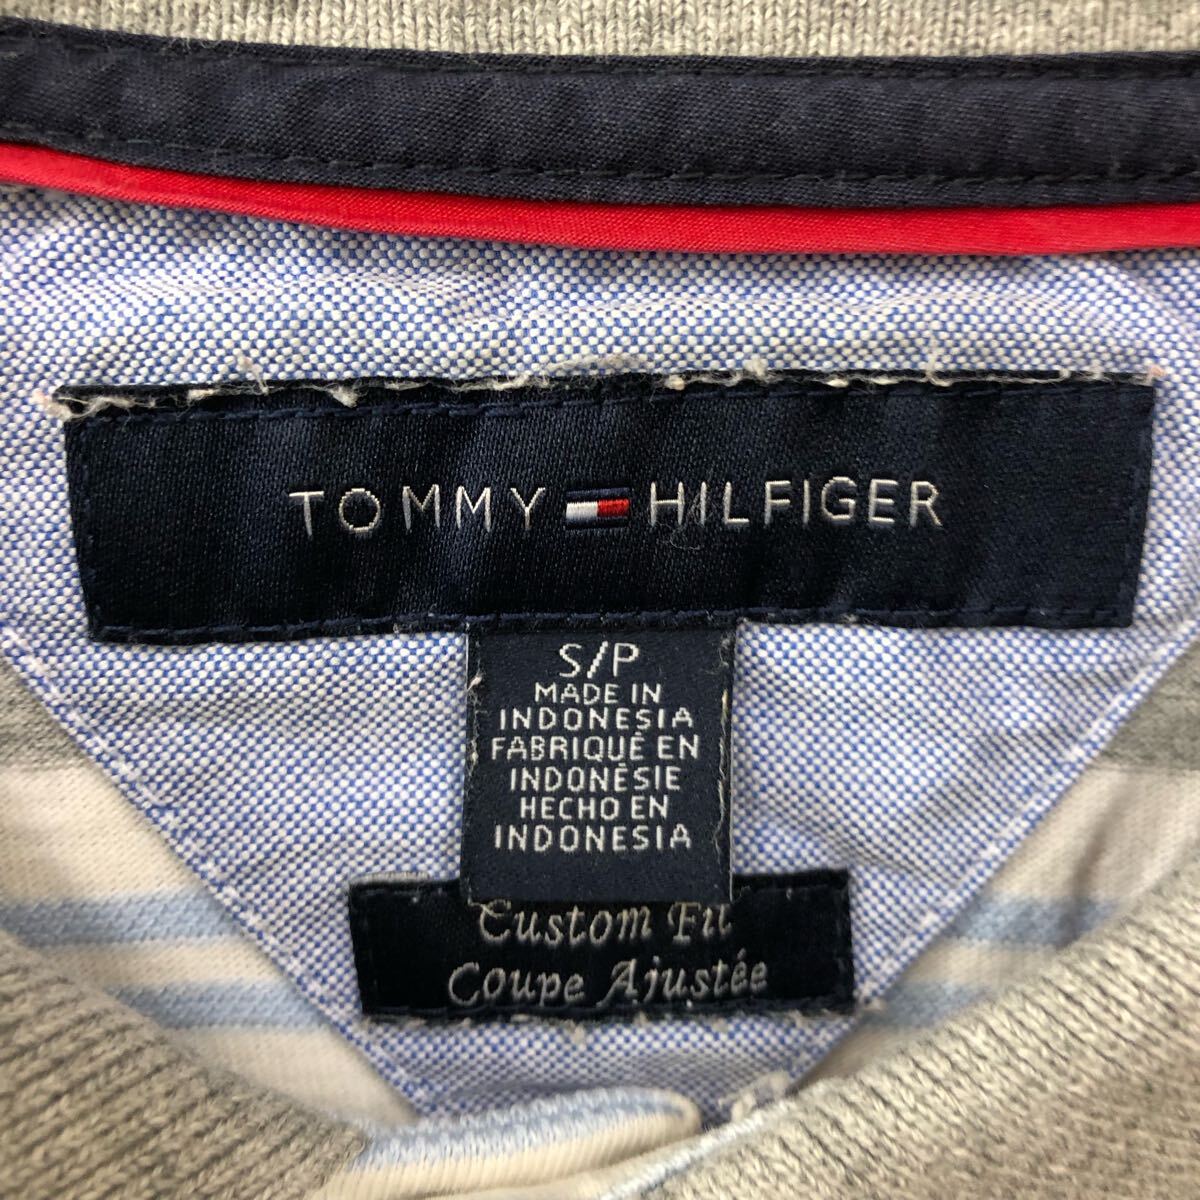 TOMMY HILFIGER
S/P
MADE IN
INDONESIA
FABRIQUÉ EN
INDONÉSIE
HECHO EN
INDONESIA
Custom Fit
Coupe Ajustée